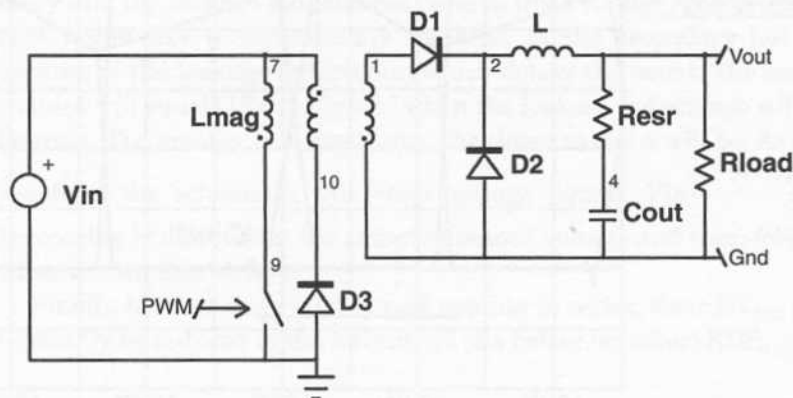 D1
L
7
1
2
Vout
Lmag
Resr
10
D2
Rload
+
Vin
4
Cout
9
Gnd
PWM
D3